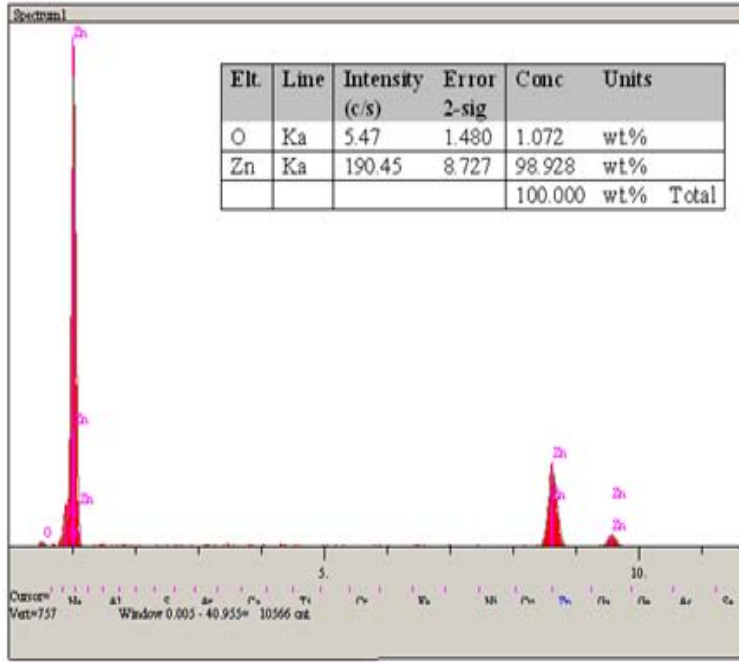 Spectrum1
Zn
Elt. Line Intensity (c/s) Error 2-sig Conc Units
O Ka 5.47 1.480 1.072 wt.%
Zn Ka 190.45 8.727 98.928 wt.%
100.000 wt.% Total
Zn
Zn
Zn
Zn
Zn
Zn
Zn
O
5.
10.
Cursor=
Vert=757 Window 0.005 - 40.955= 10566 cnt